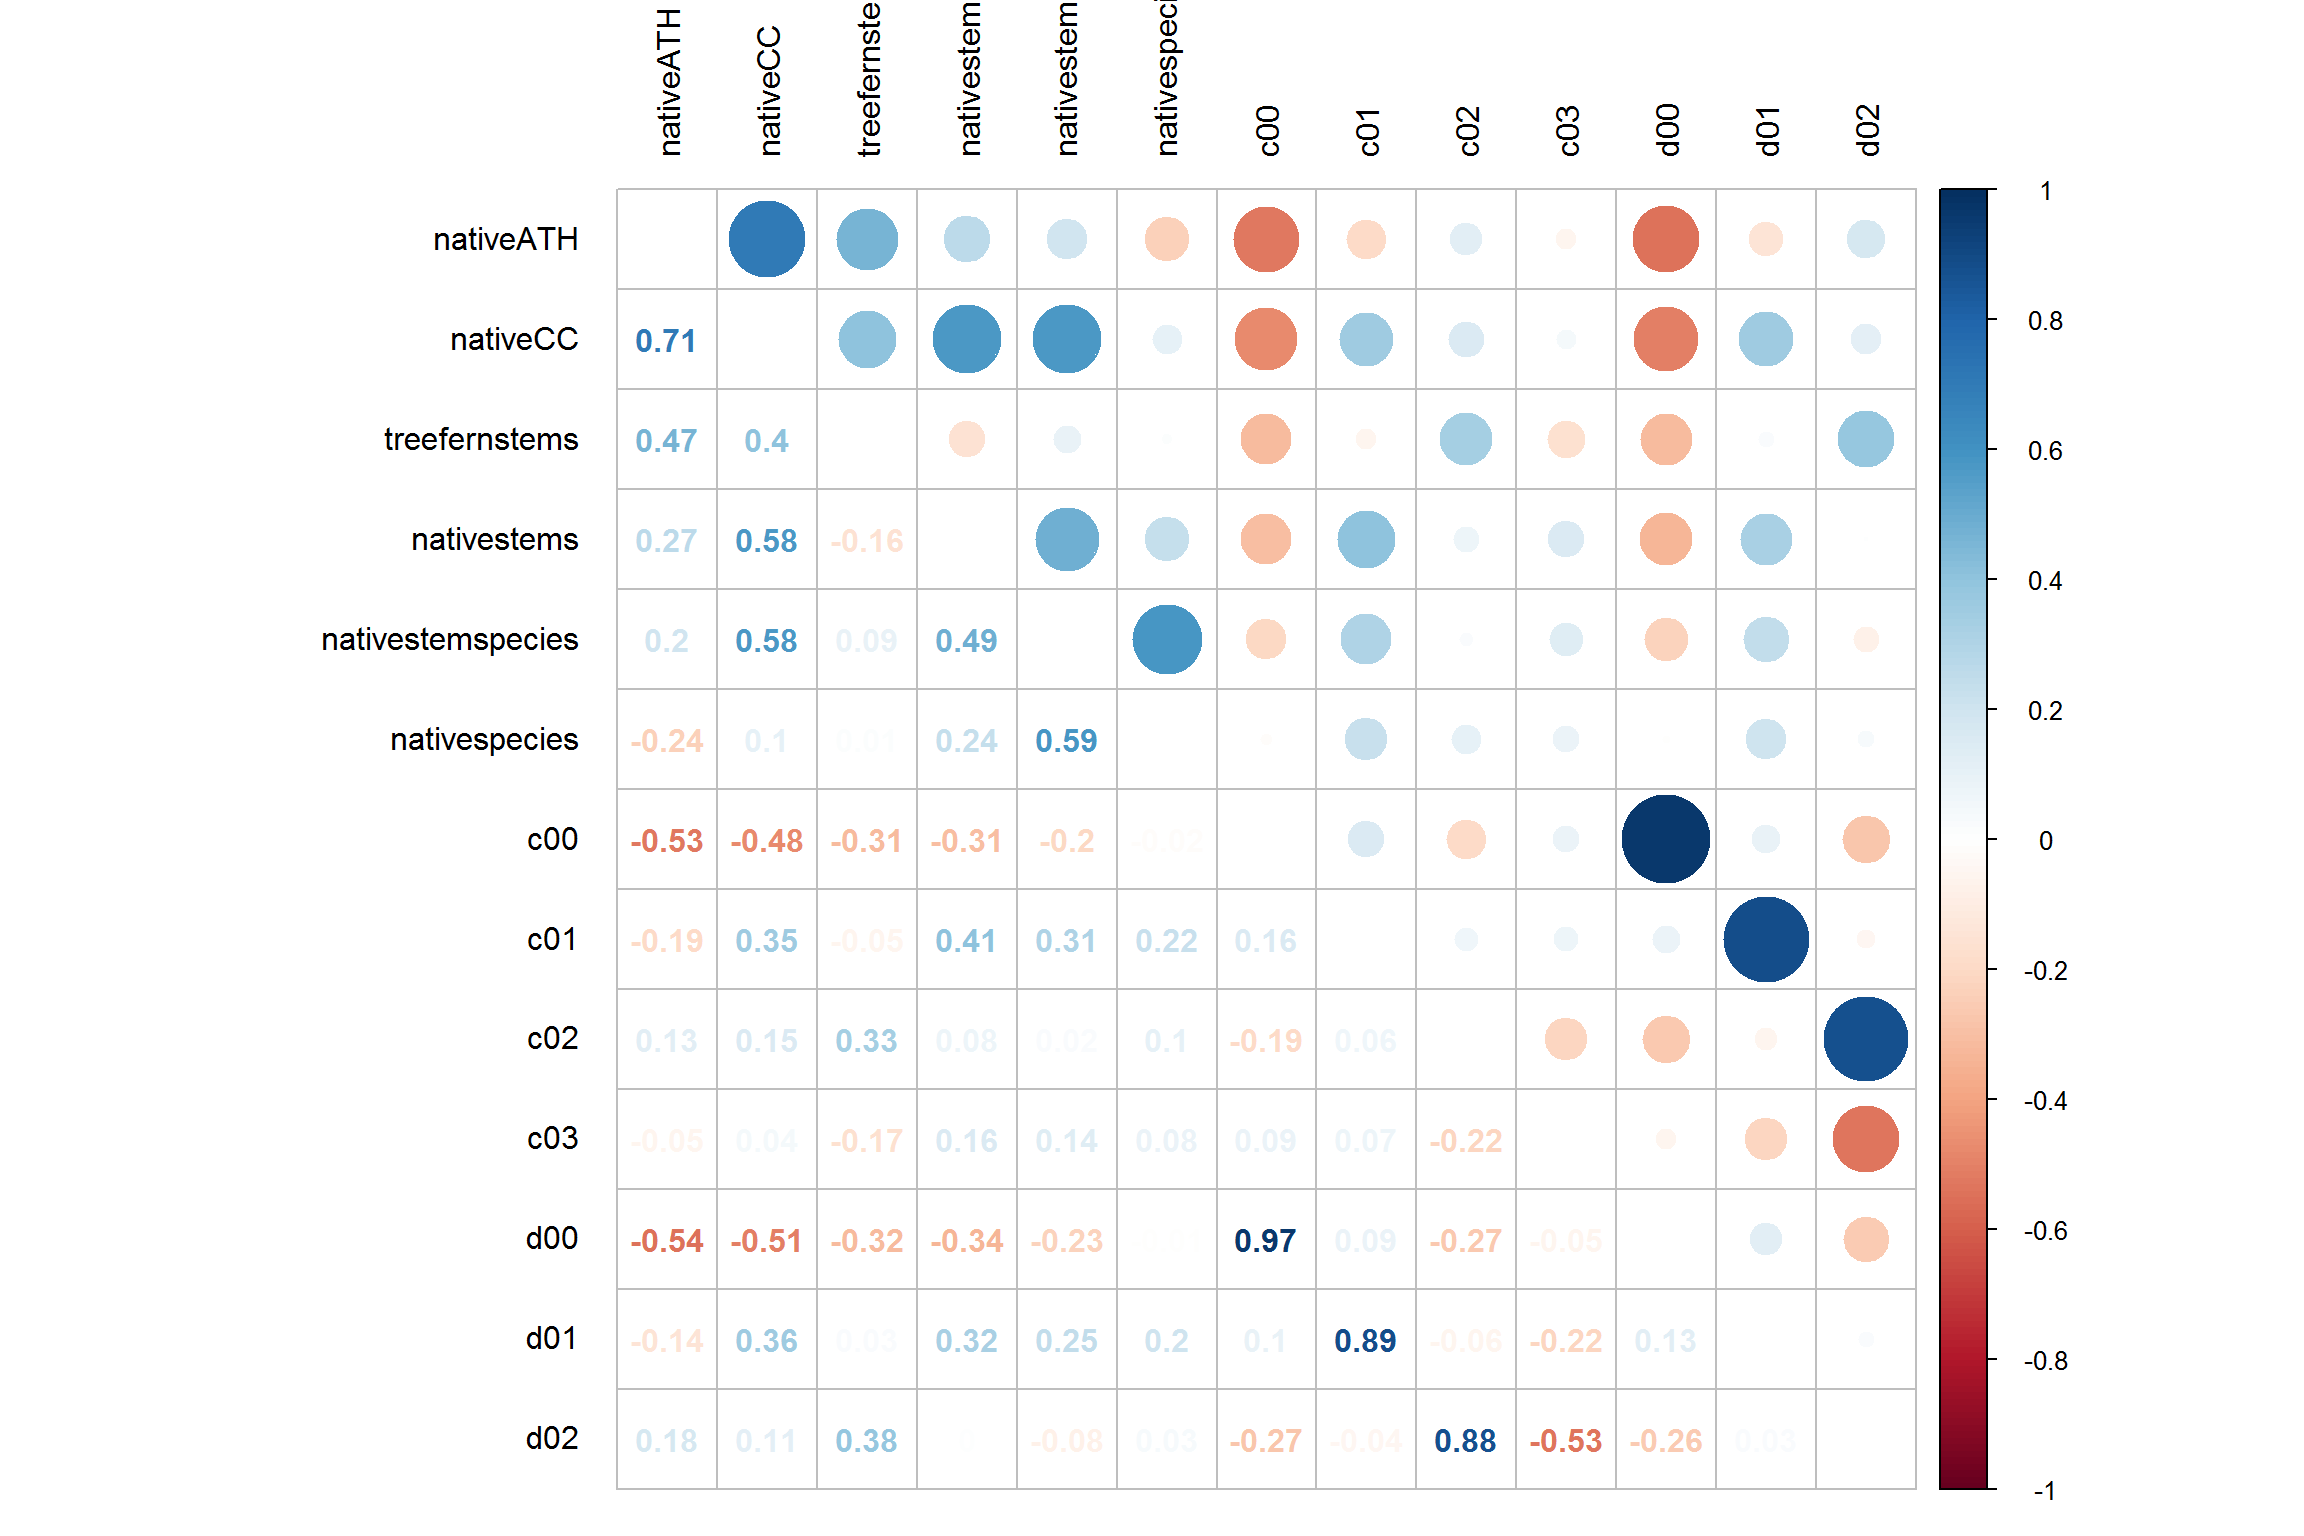 nativeATH nativeCC treefernste nativestem nativestem nativespeci c00 c01 c02 c03 d00 d01 d02
nativeATH 1
nativeCC 0.71 0.8
treefernstems 0.47 0.4 0.6
nativestems 0.27 0.58 -0.16
nativestemspecies 0.2 0.58 0.09 0.49 0.4
nativespecies -0.24 0.1 0.01 0.24 0.59 0.2
c00 -0.53 -0.48 -0.31 -0.31 -0.2 -0.02 0
c01 -0.19 0.35 -0.05 0.41 0.31 0.22 0.16 -0.2
c02 0.13 0.15 0.33 0.08 0.02 0.1 -0.19 0.06
c03 -0.05 0.04 -0.17 0.16 0.14 0.08 0.09 0.07 -0.22 -0.4
d00 -0.54 -0.51 -0.32 -0.34 -0.23 0.97 0.09 -0.27 -0.05 -0.6
d01 -0.14 0.36 0.03 0.32 0.25 0.2 0.1 0.89 -0.06 -0.22 0.13 -0.8
d02 0.18 0.11 0.38 -0.08 0.03 -0.27 -0.04 0.88 -0.53 -0.26 0.03
-1